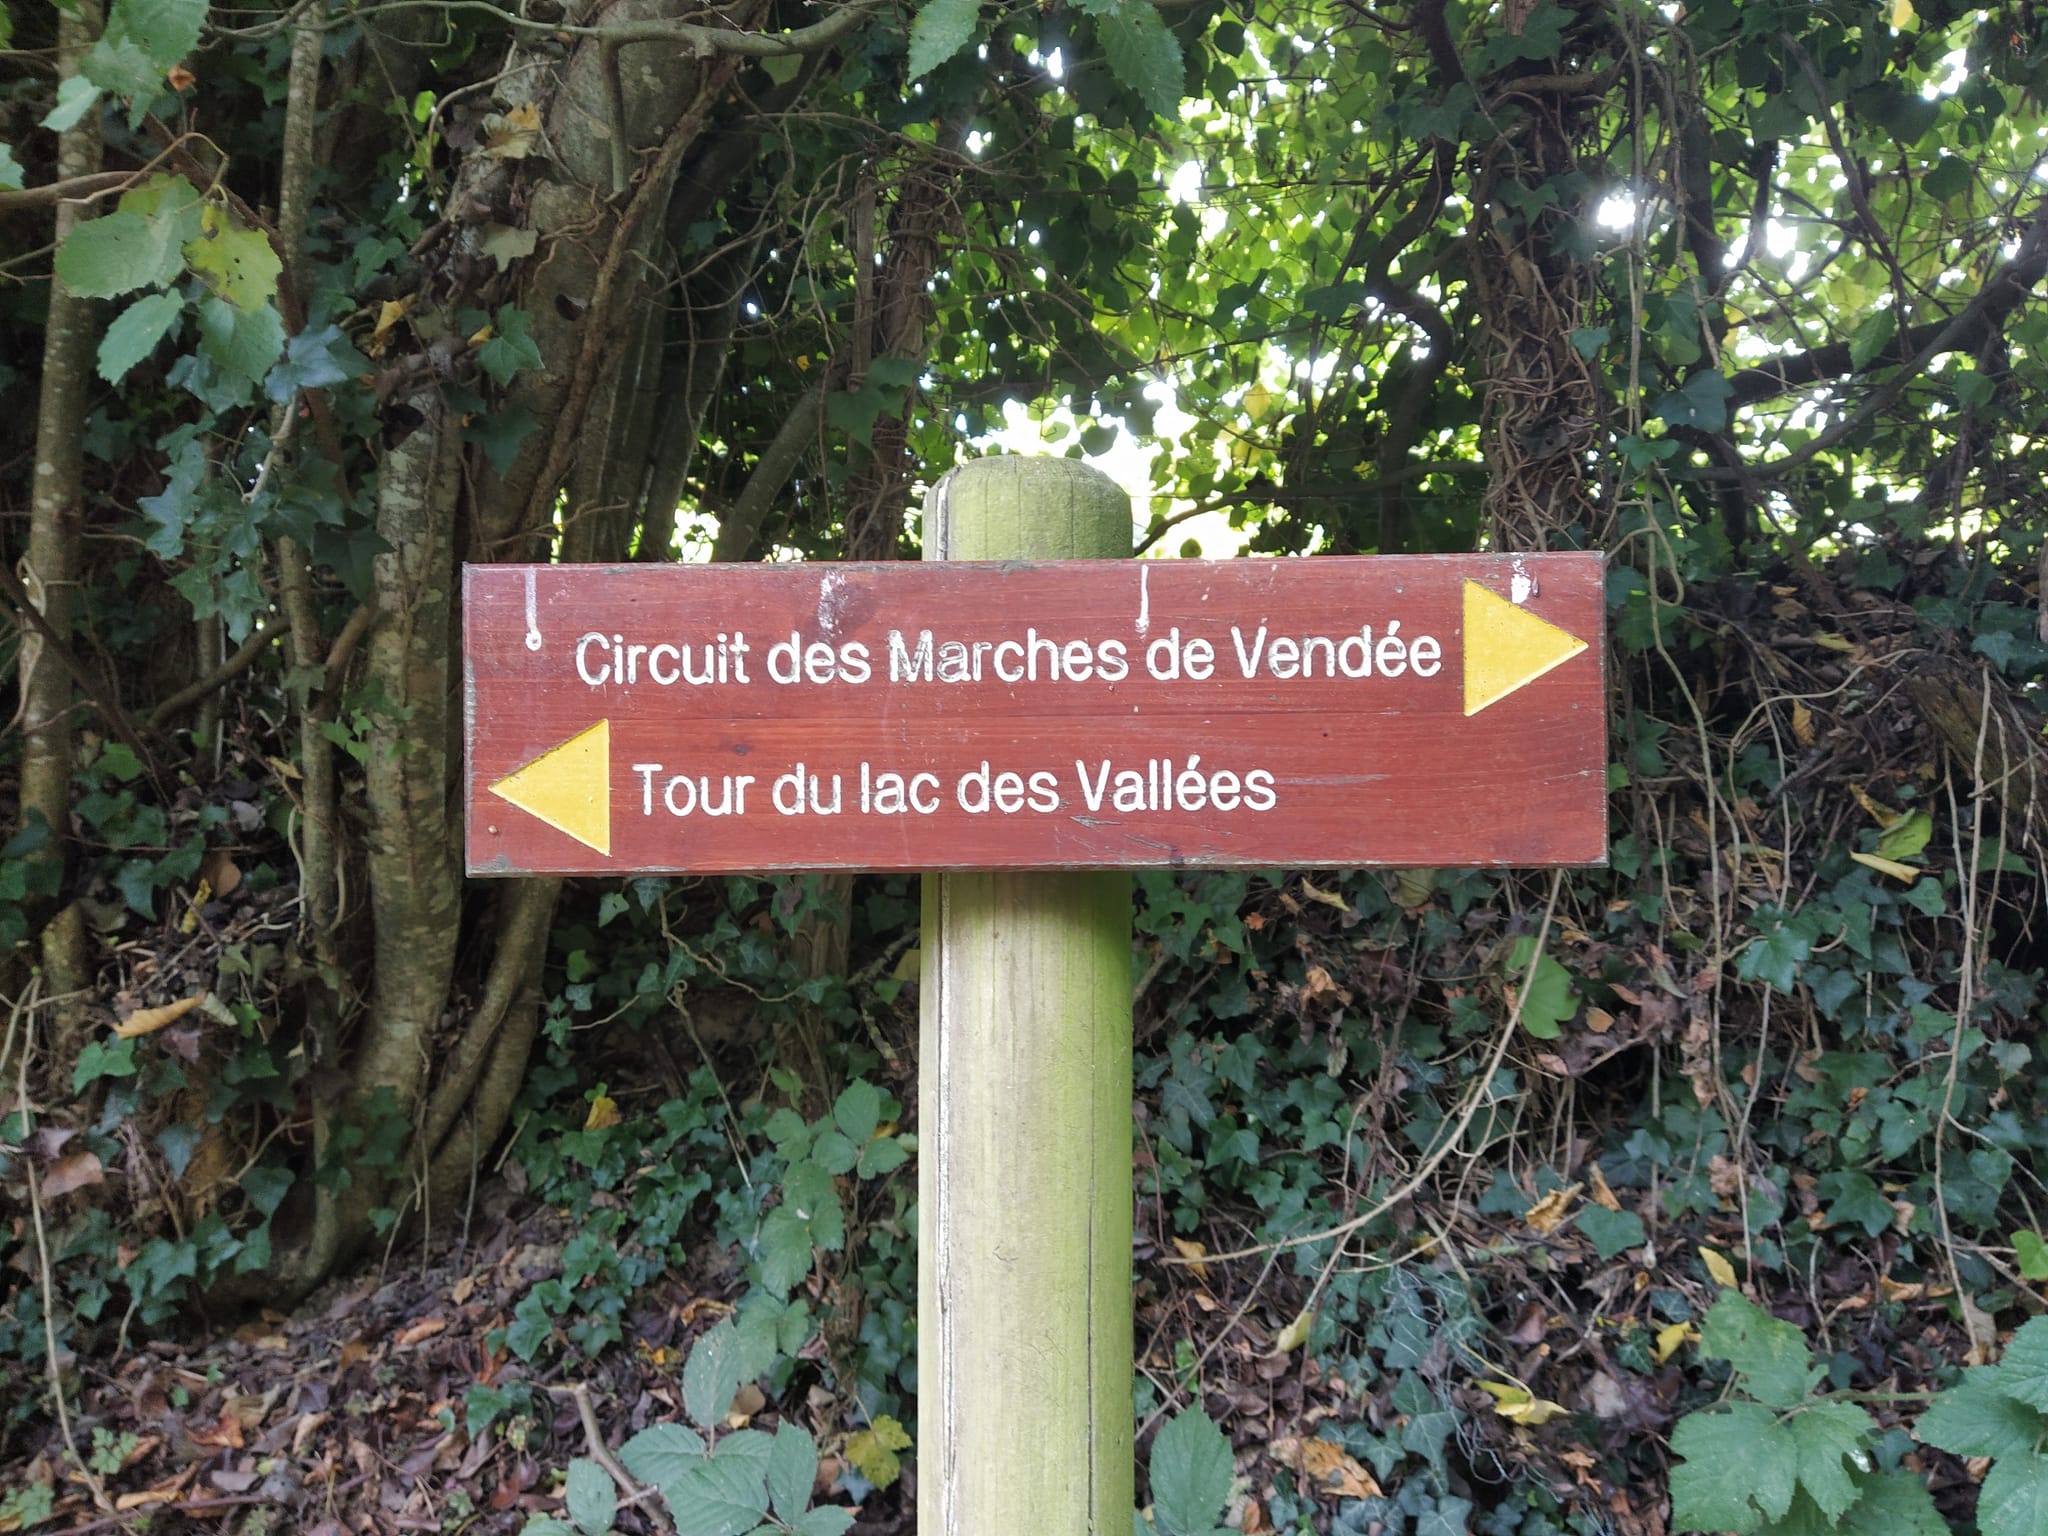 Circuit des Marches de Vendée
Tour du lac des Vallées